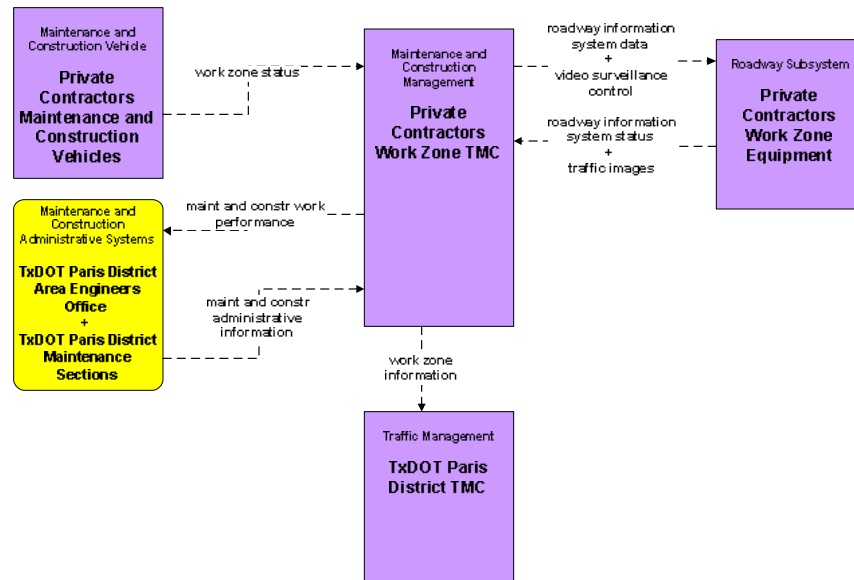 Maintenance and
Construction Vehicle
Private
Contractors
Maintenance and
Construction
Vehicles
work zone status
Maintenance and
Construction
Management
Private
Contractors
Work Zone TMC
roadway information
system data
+
video surveillance
control
roadway information
system status
+
traffic images
Roadway Subsystem
Private
Contractors
Work Zone
Equipment
Maintenance and
Construction
Administrative Systems
TxDOT Paris District
Area Engineers
Office
+
TxDOT Paris District
Maintenance
Sections
maint and constr work
performance
maint and constr
administrative
information
work zone
information
Traffic Management
TxDOT Paris
District TMC